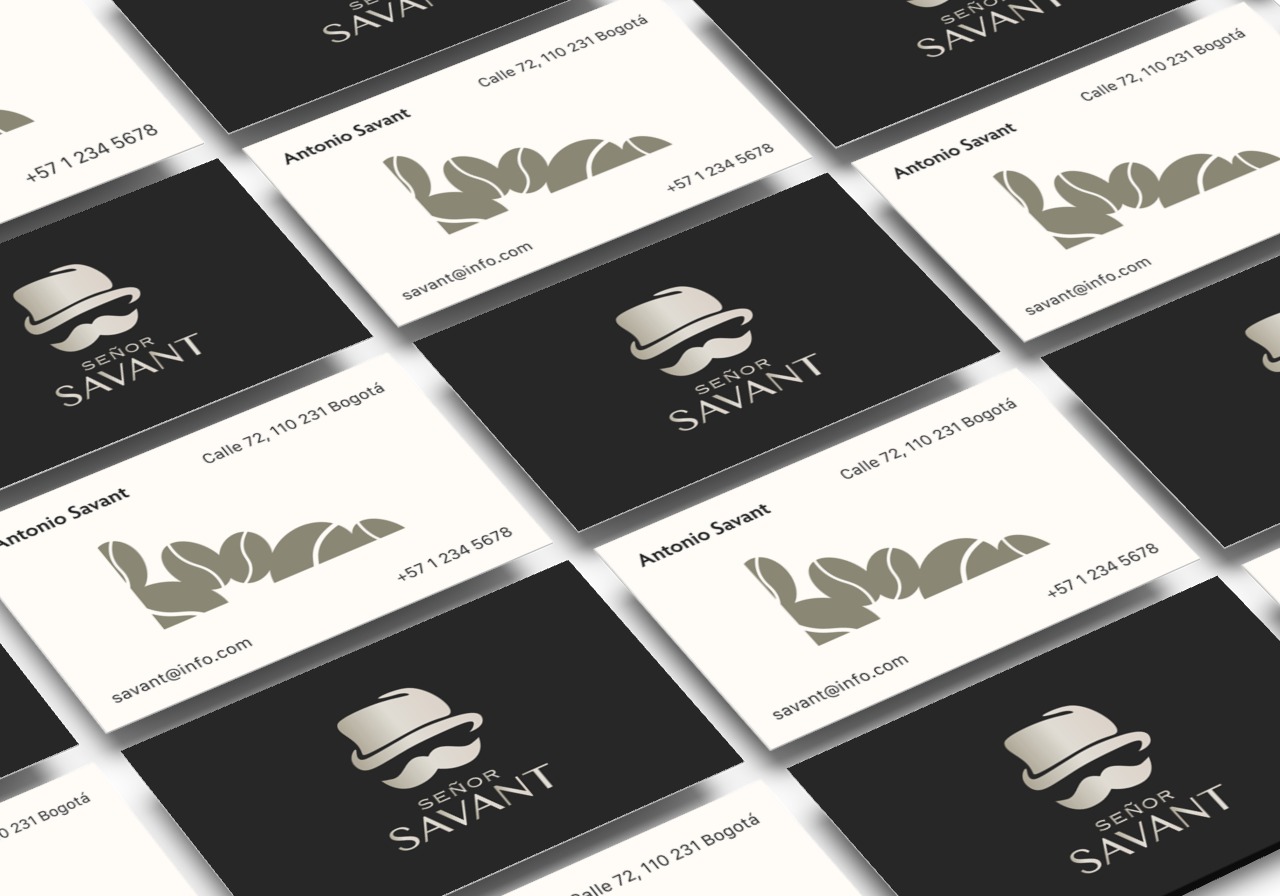 SEÑOR
SAVANT
SEÑOR
SAVANT
Calle 72, 110 231 Bogotá
Antonio Savant
+57 1 234 5678
savant@info.com
Calle 72, 110 231 Bogotá
Antonio Savant
savant@info.com
+57 1 234 5678
SEÑOR
SAVANT
SEÑOR
SAVANT
Calle 72, 110 231 Bogotá
Antonio Savant
+57 1 234 5678
savant@info.com
Calle 72, 110 231 Bogotá
Antonio Savant
+57 1 234 5678
savant@info.com
SEÑOR
SAVANT
SEÑOR
SAVANT
0 231 Bogotá
Calle 72, 110 231 Bogotá